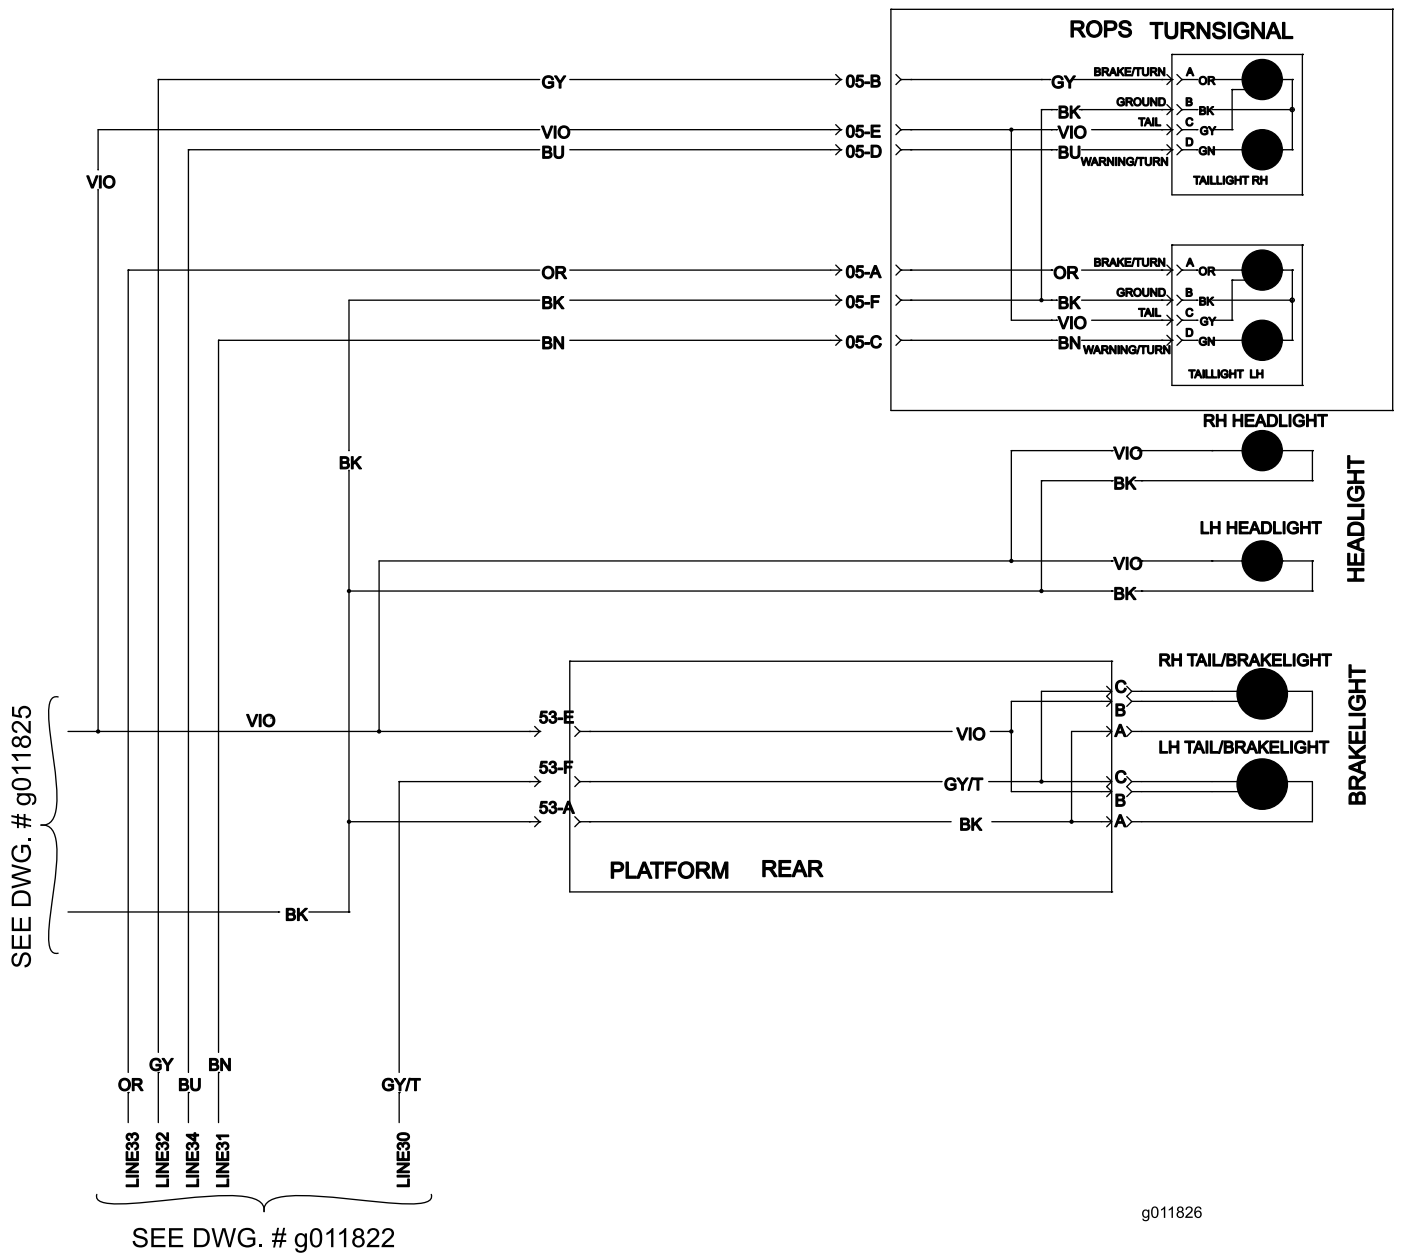 ROPS TURNSIGNAL
GY 05-B GY BRAKE/TURN A OR
BK GROUND B BK
VIO 05-E VIO TAIL C GY
BU 05-D BU WARNING/TURN D GN
TAILLIGHT RH
VIO
OR 05-A OR BRAKE/TURN A OR
BK 05-F BK GROUND B BK
VIO TAIL C GY
BN 05-C BN WARNING/TURN D GN
TAILLIGHT LH
RH HEADLIGHT
VIO
BK
BK
LH HEADLIGHT
VIO
BK
HEADLIGHT
RH TAIL/BRAKELIGHT
C
B
A
VIO 53-E VIO
LH TAIL/BRAKELIGHT
53-F GY/T C
B
53-A BK A
BRAKELIGHT
PLATFORM REAR
BK
SEE DWG. # g011825
OR GY BU BN GY/T
LINE33
LINE32
LINE34
LINE31
LINE30
SEE DWG. # g011822
g011826